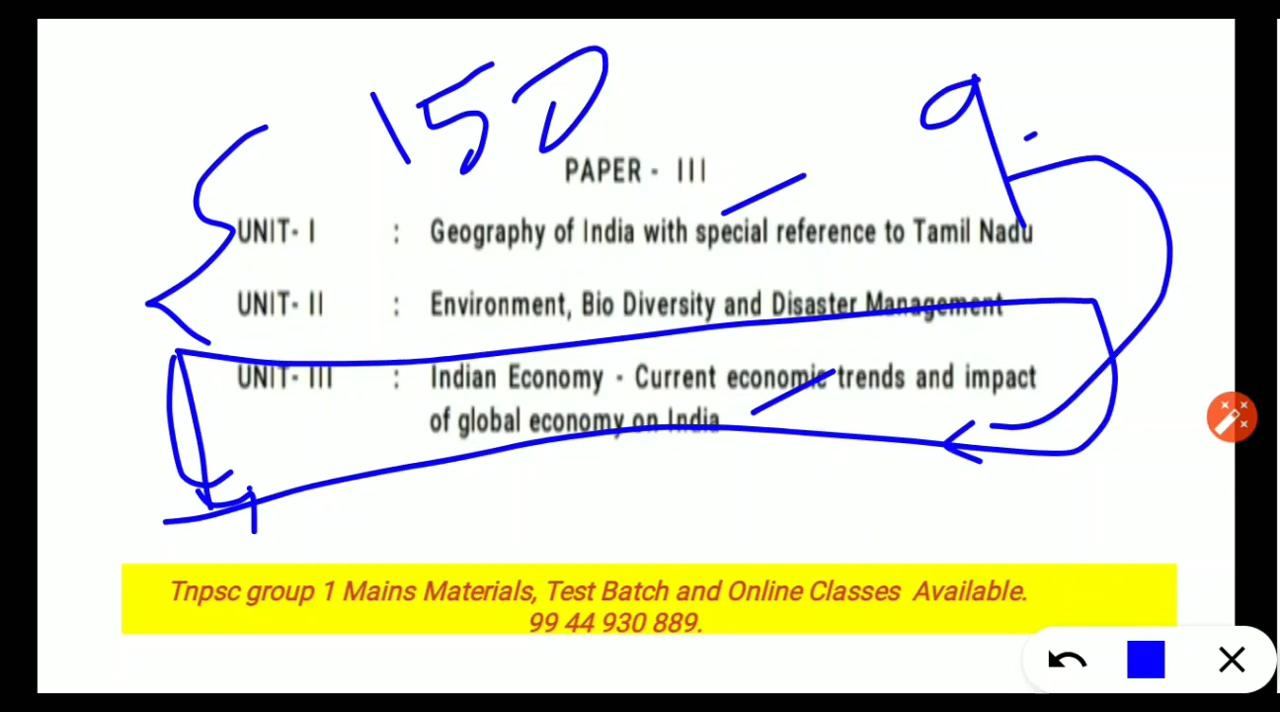 150
9.
PAPER - III
UNIT- I : Geography of India with special reference to Tamil Nadu
UNIT- II : Environment, Bio Diversity and Disaster Management
UNIT- III : Indian Economy - Current economic trends and impact
of global economy on India
Tnpsc group 1 Mains Materials, Test Batch and Online Classes Available.
99 44 930 889.